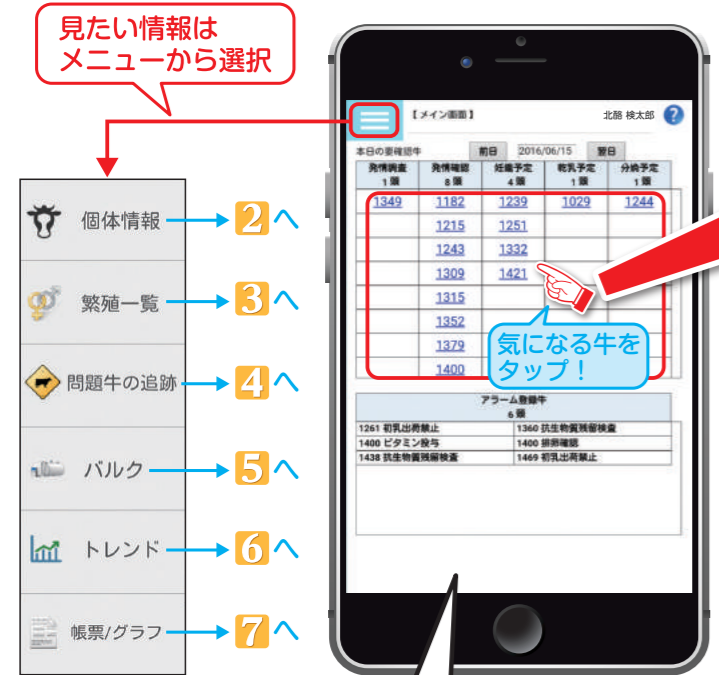 見たい情報は
メニューから選択
【メイン画面】
北酪 検太郎
?
本日の要確認牛
前日 2016/06/15 翌日
発情調査 発情確認 妊鑑予定 乾乳予定 分娩予定
1 頭 8 頭 4 頭 1 頭 1 頭
1349 1182 1239 1029 1244
1215 1251
1243 1332
1309 1421
1315
1352
1379
1400
気になる牛を
タップ！
アラーム登録牛
6 頭
1261 初乳出荷禁止 1360 抗生物質残留検査
1400 ビタミン投与 1400 排卵確認
1438 抗生物質残留検査 1469 初乳出荷禁止
個体情報 2 へ
繁殖一覧 3 へ
問題牛の追跡 4 へ
バルク 5 へ
トレンド 6 へ
帳票/グラフ 7 へ